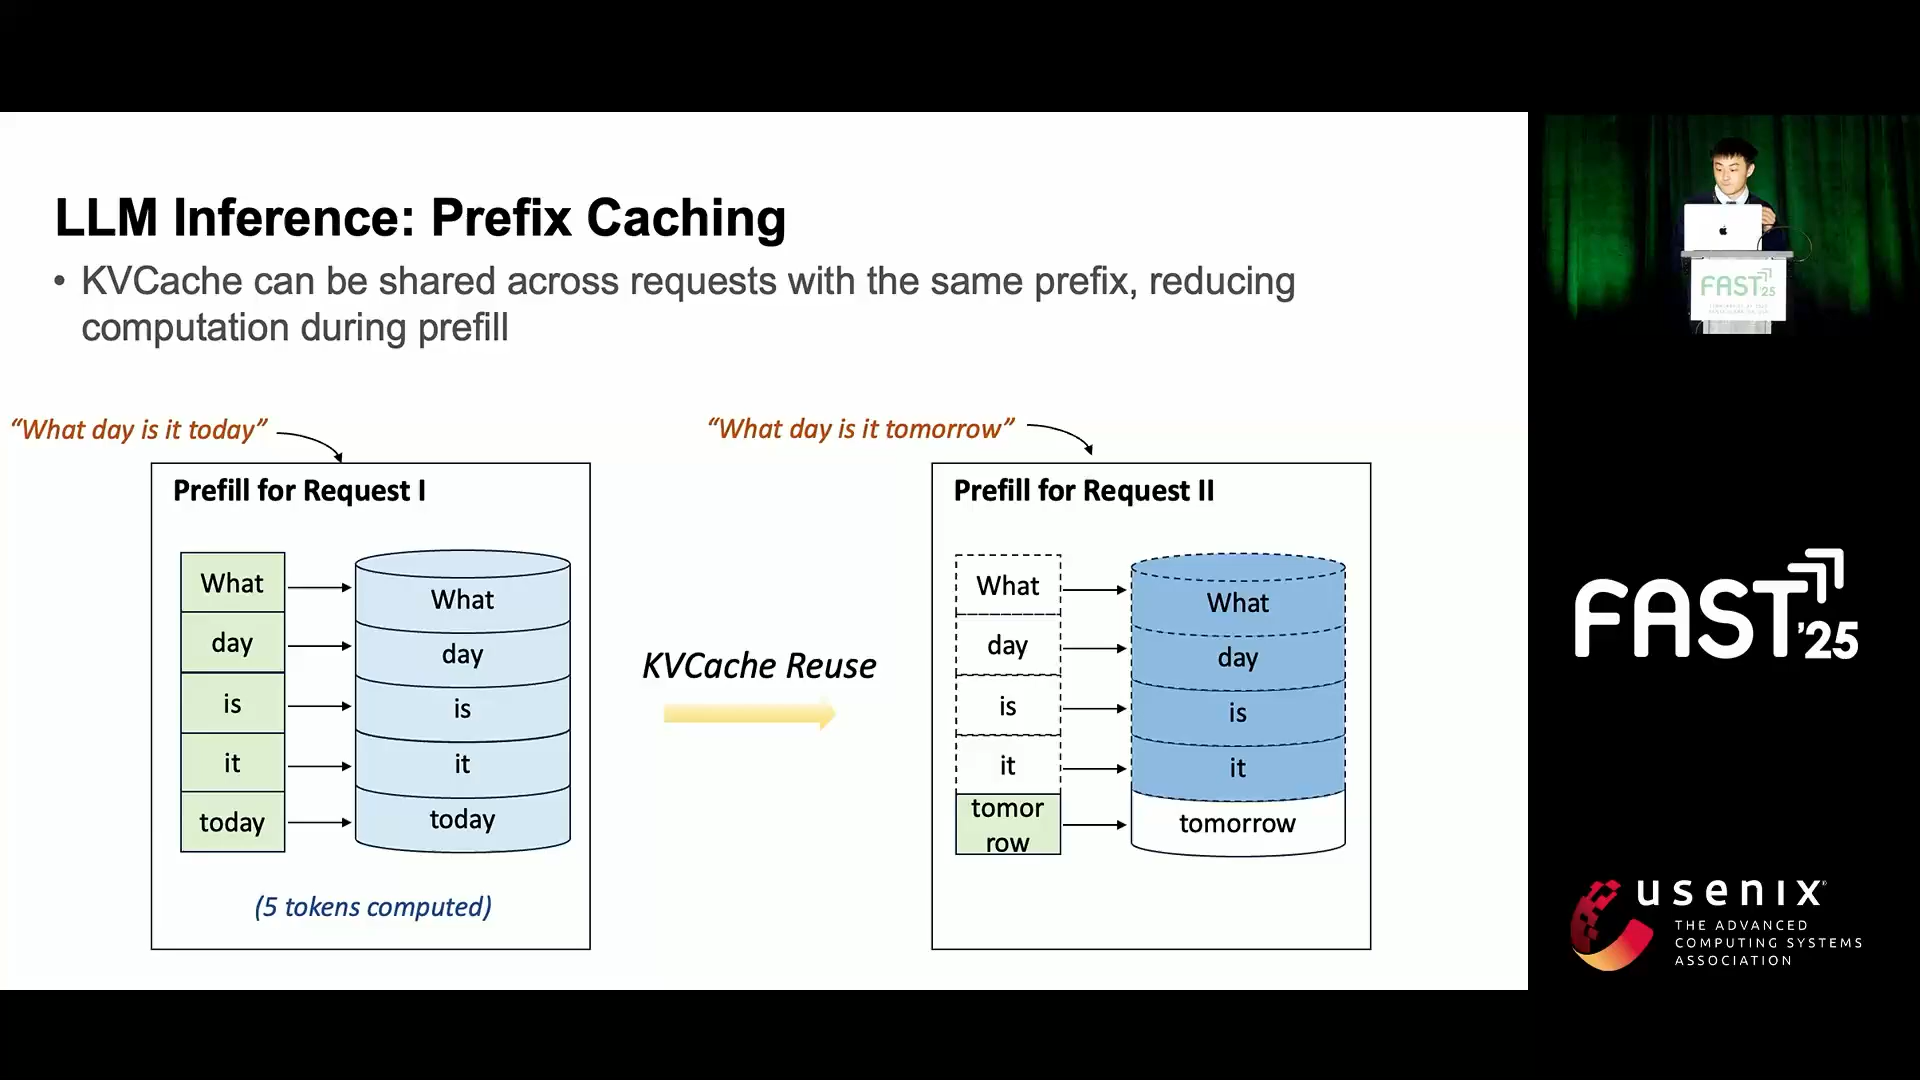 LLM Inference: Prefix Caching
• KVCache can be shared across requests with the same prefix, reducing
computation during prefill
“What day is it today”
Prefill for Request I
What
day
is
it
today
What
day
is
it
today
(5 tokens computed)
KVCache Reuse
“What day is it tomorrow”
Prefill for Request II
What
day
is
it
tomor
row
What
day
is
it
tomorrow
FAST'25
FAST'25
usenix®
THE ADVANCED
COMPUTING SYSTEMS
ASSOCIATION